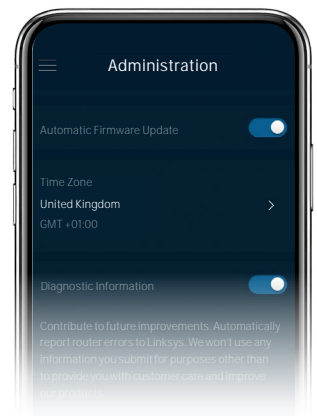 Administration
Automatic Firmware Update
Time Zone
United Kingdom
GMT +01:00
Diagnostic Information
Contribute to future improvements. Automatically
report router errors to Linksys. We won't use any
information you submit for purposes other than
to provide you with customer care and improve
our products.